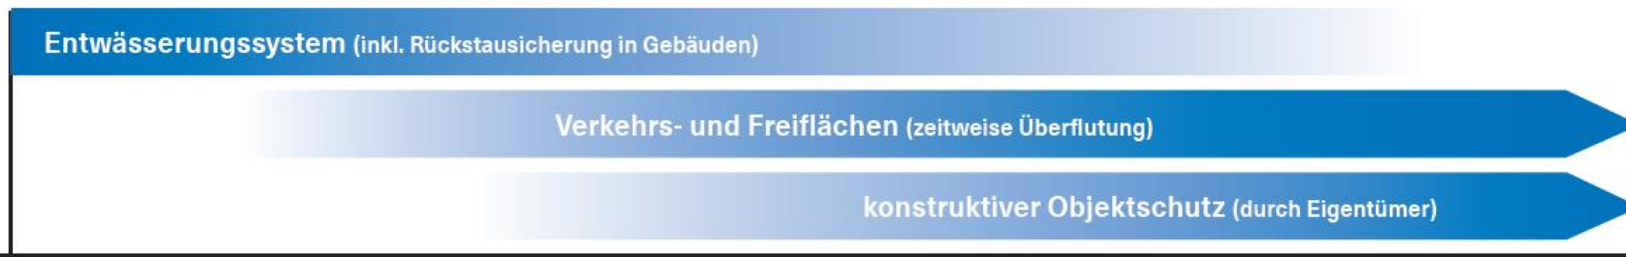 Entwässerungssystem (inkl. Rückstausicherung in Gebäuden)
Verkehrs- und Freiflächen (zeitweise Überflutung)
konstruktiver Objektschutz (durch Eigentümer)